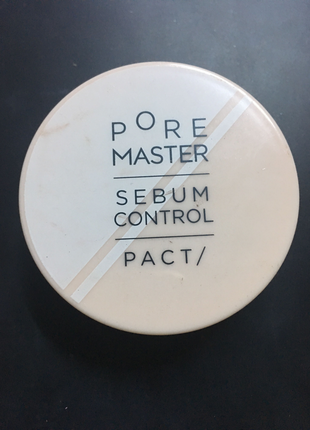 PORE
MASTER
SEBUM
CONTROL
PACT/